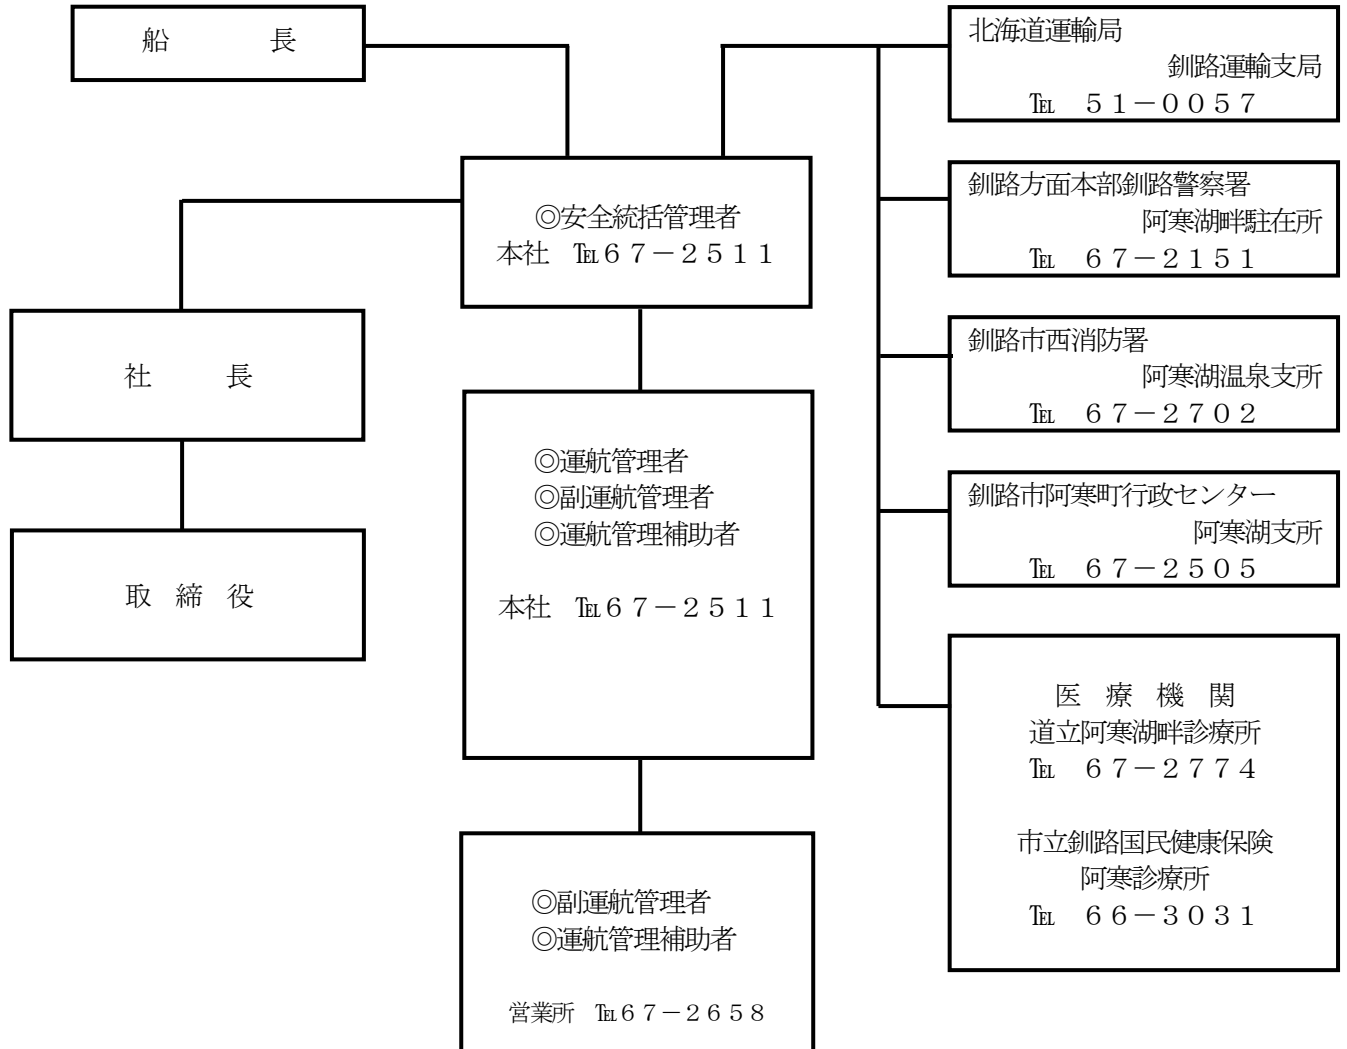 船　　　長
北海道運輸局
釧路運輸支局
℡　５１－００５７
◎安全統括管理者
本社　℡６７－２５１１
釧路方面本部釧路警察署
阿寒湖畔駐在所
℡　６７－２１５１
社　　長
釧路市西消防署
阿寒湖温泉支所
℡　６７－２７０２
◎運航管理者
◎副運航管理者
◎運航管理補助者
本社　℡６７－２５１１
釧路市阿寒町行政センター
阿寒湖支所
℡　６７－２５０５
取　締　役
医　療　機　関
道立阿寒湖畔診療所
℡　６７－２７７４
市立釧路国民健康保険
阿寒診療所
℡　６６－３０３１
◎副運航管理者
◎運航管理補助者
営業所　℡６７－２６５８